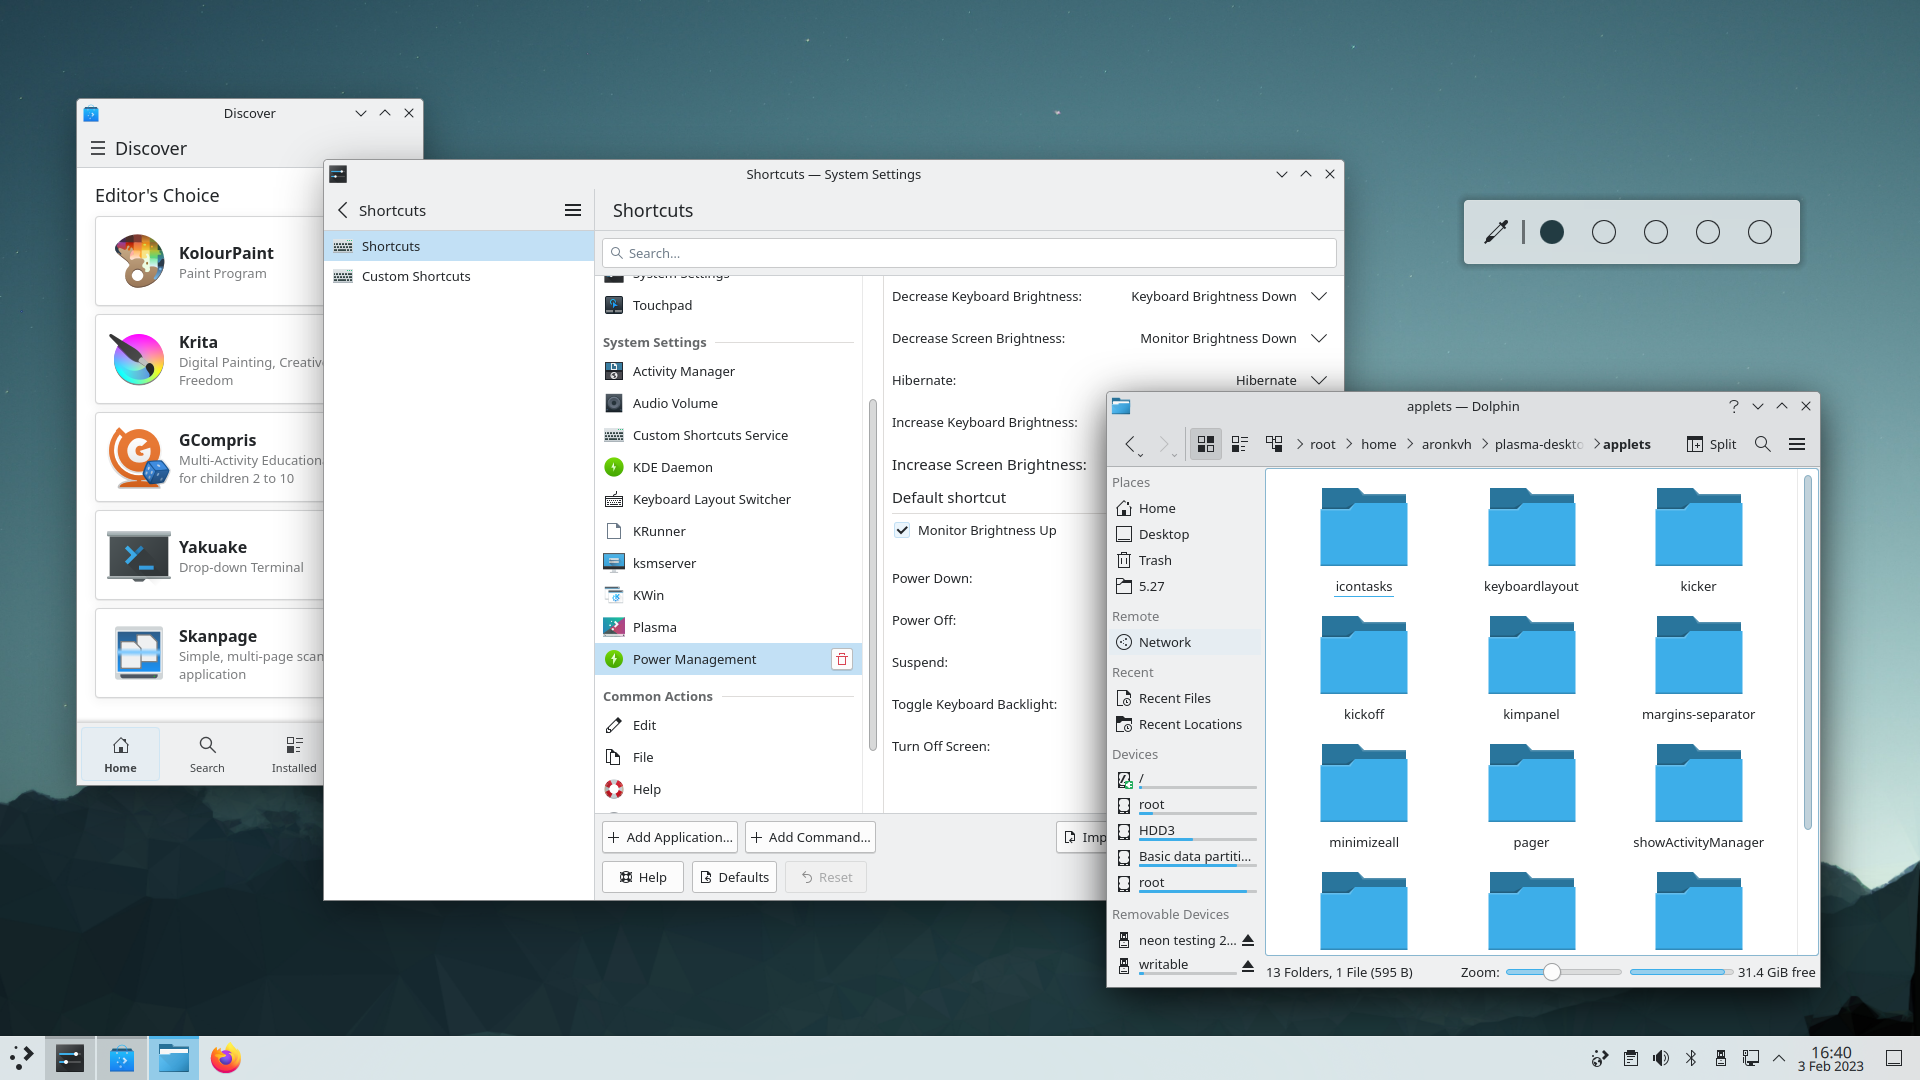 Discover
Discover
Editor's Choice
KolourPaint
Paint Program
Krita
Digital Painting, Creativ
Freedom
GCompris
Multi-Activity Education
for children 2 to 10
Yakuake
Drop-down Terminal
Skanpage
Simple, multi-page scan
application
Home
Search
Installed
Shortcuts — System Settings
Shortcuts
Shortcuts
Custom Shortcuts
Shortcuts
Search...
System Settings
Touchpad
System Settings
Activity Manager
Audio Volume
Custom Shortcuts Service
KDE Daemon
Keyboard Layout Switcher
KRunner
ksmserver
KWin
Plasma
Power Management
Common Actions
Edit
File
Help
Decrease Keyboard Brightness: Keyboard Brightness Down
Decrease Screen Brightness: Monitor Brightness Down
Hibernate: Hibernate
Increase Keyboard Brightness:
Increase Screen Brightness:
Default shortcut
Monitor Brightness Up
Power Down:
Power Off:
Suspend:
Toggle Keyboard Backlight:
Turn Off Screen:
Add Application... Add Command... Imp
Help Defaults Reset
applets — Dolphin
root home aronkvh plasma-deskto applets Split
Places
Home
Desktop
Trash
5.27
Remote
Network
Recent
Recent Files
Recent Locations
Devices
/
root
HDD3
Basic data partiti...
root
Removable Devices
neon testing 2...
writable
icontasks keyboardlayout kicker
kickoff kimpanel margins-separator
minimizeall pager showActivityManager
13 Folders, 1 File (595 B) Zoom: 31.4 GiB free
16:40
3 Feb 2023